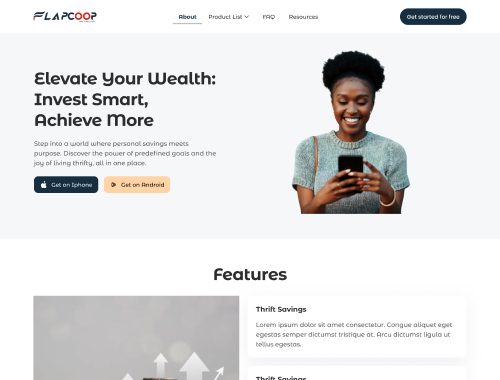 FLAPCOOP
About
Product List
FAQ
Resources
Get started for free
Elevate Your Wealth:
Invest Smart,
Achieve More
Step into a world where personal savings meets
purpose. Discover the power of predefined goals and the
joy of living thrifty, all in one place.
Get on Iphone
Get on Android
Features
Thrift Savings
Lorem ipsum dolor sit amet consectetur. Congue aliquet eget
egestas semper dictumst tristique at. Arcu dictumst ligula ut
tellus egestas.
Thrift Savings